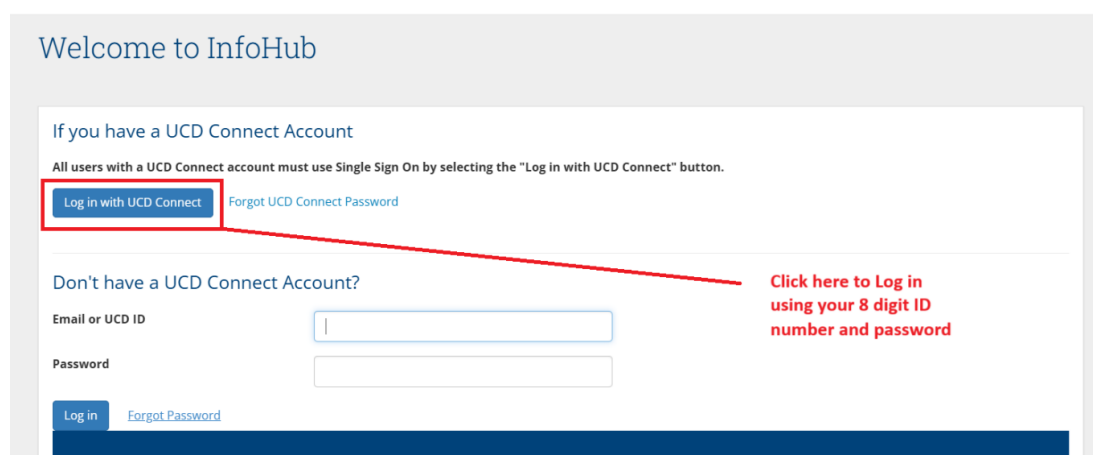 Welcome to InfoHub
If you have a UCD Connect Account
All users with a UCD Connect account must use Single Sign On by selecting the "Log in with UCD Connect" button.
Log in with UCD Connect
Forgot UCD Connect Password
Don't have a UCD Connect Account?
Click here to Log in
using your 8 digit ID
number and password
Email or UCD ID
Password
Log in
Forgot Password